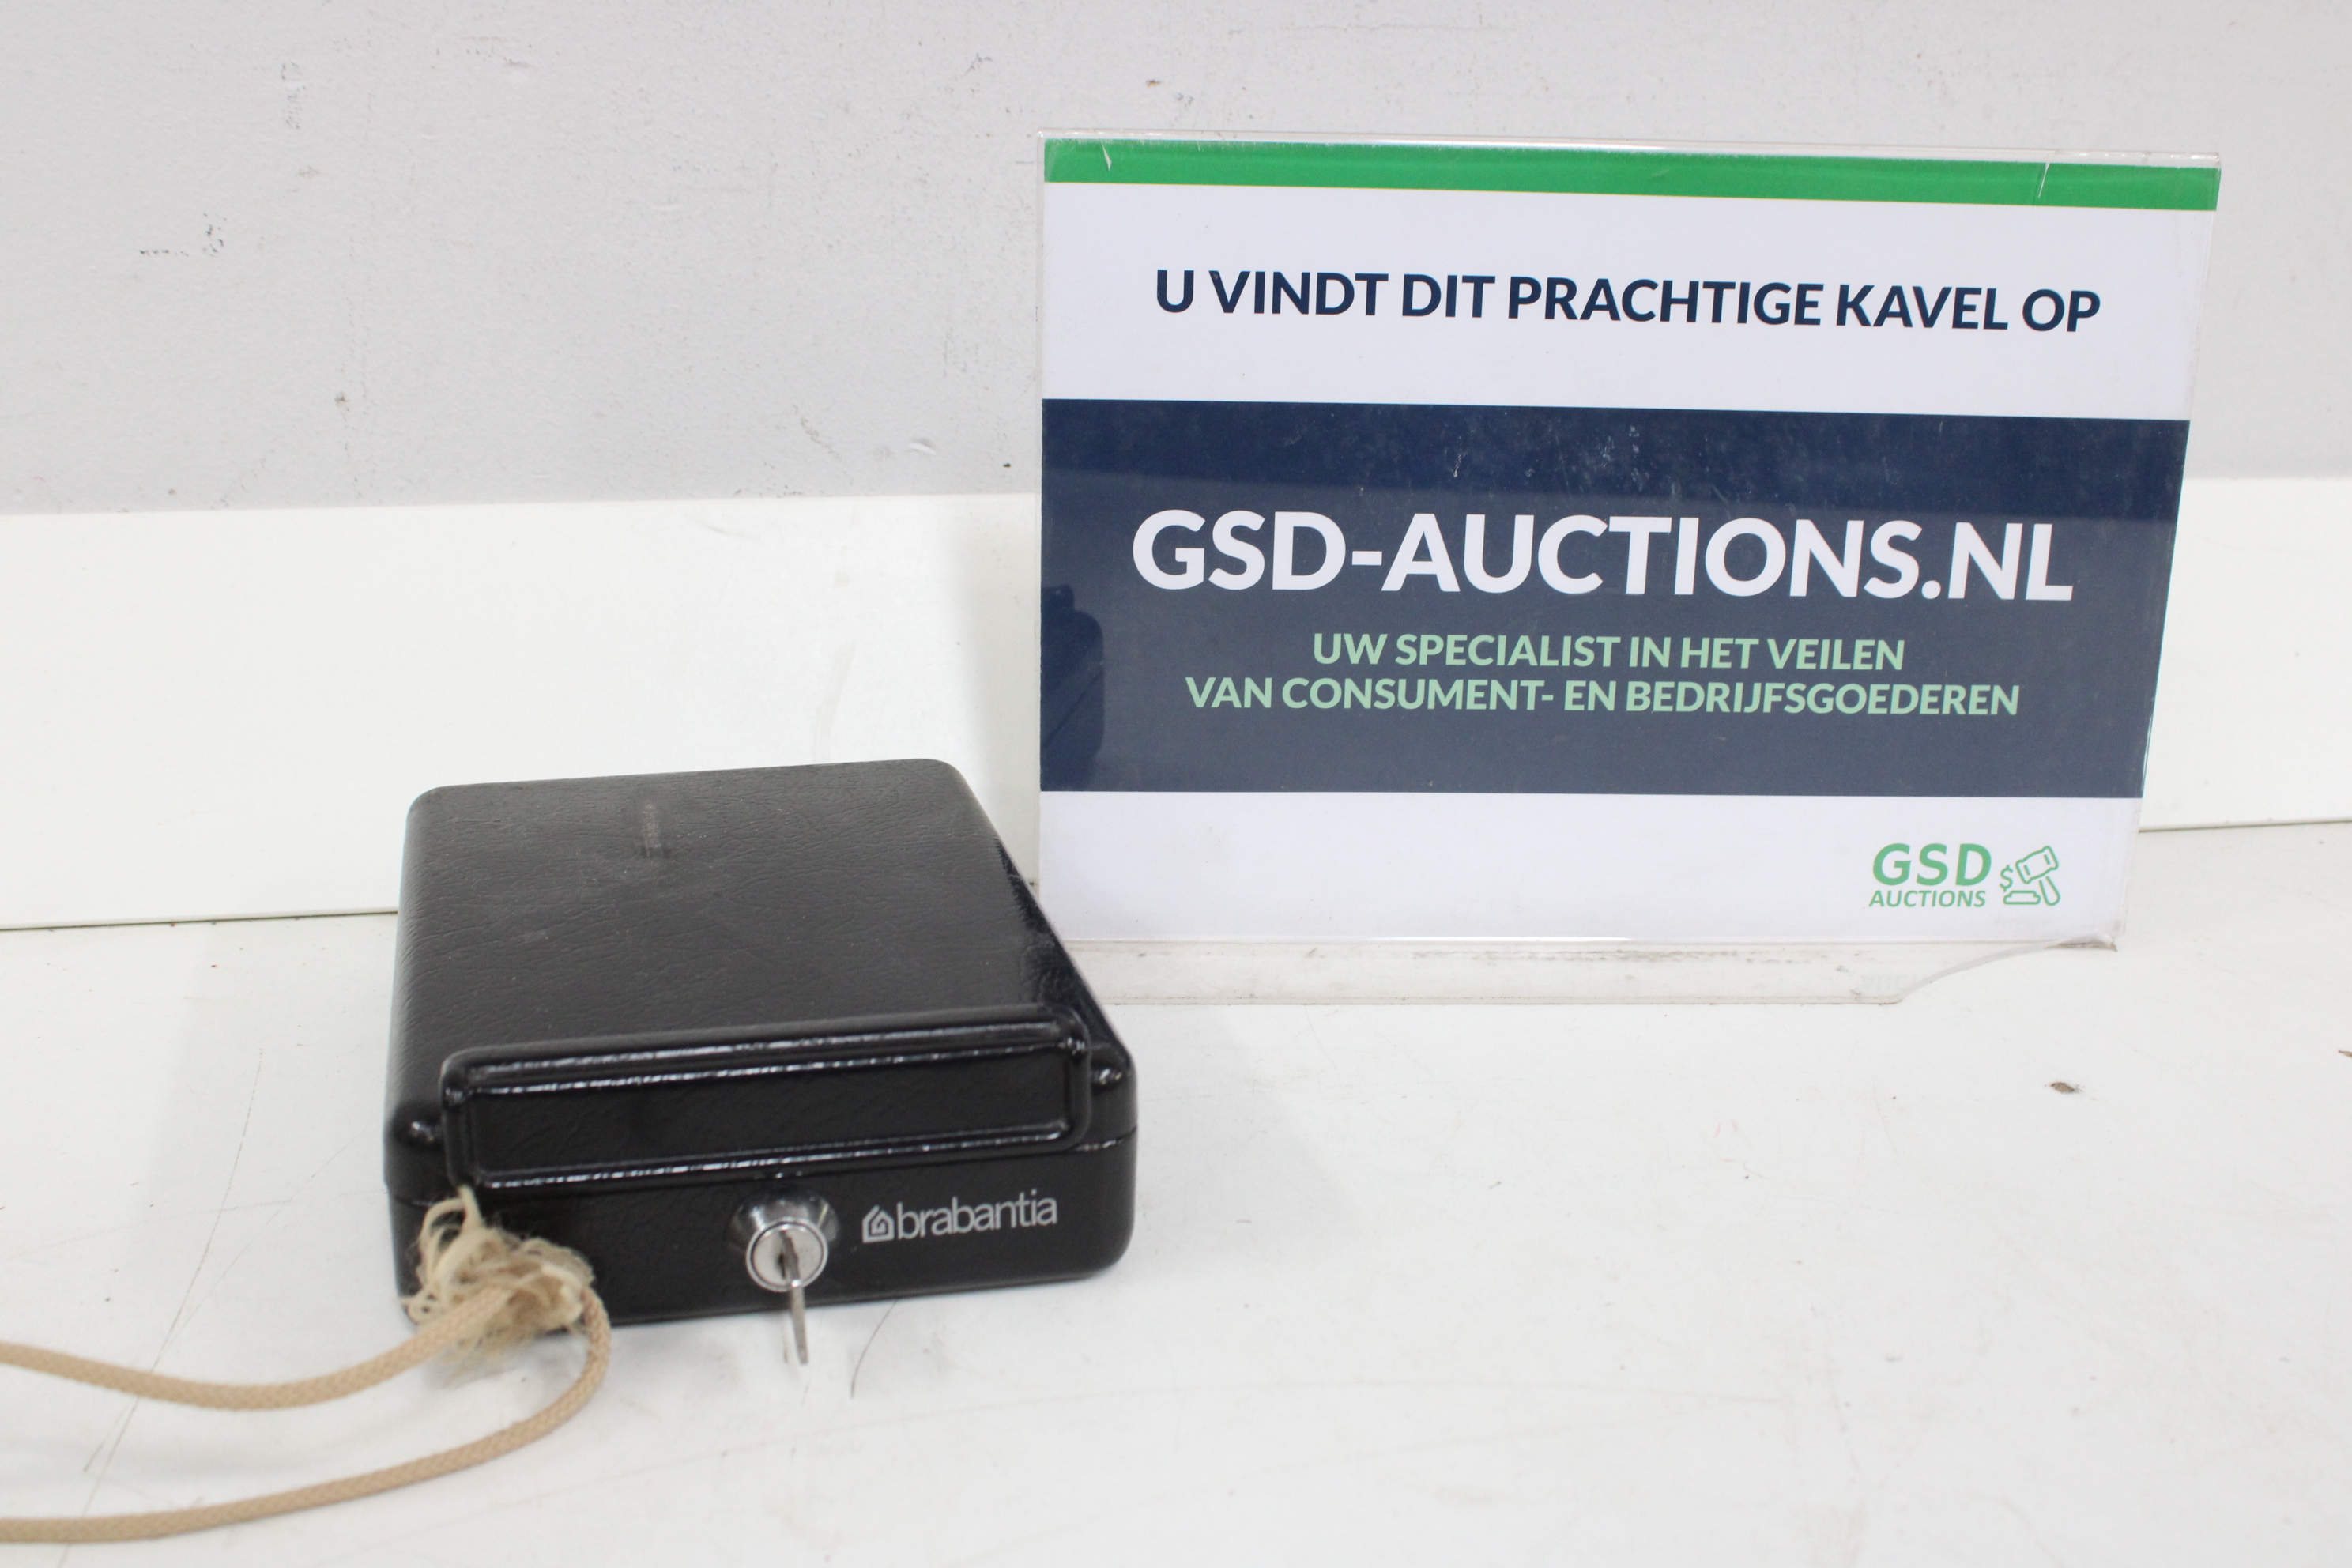 U VINDT DIT PRACHTIGE KAVEL OP
GSD-AUCTIONS.NL
UW SPECIALIST IN HET VEILEN
VAN CONSUMENT- EN BEDRIJFSGOEDEREN
GSD
AUCTIONS
brabantia